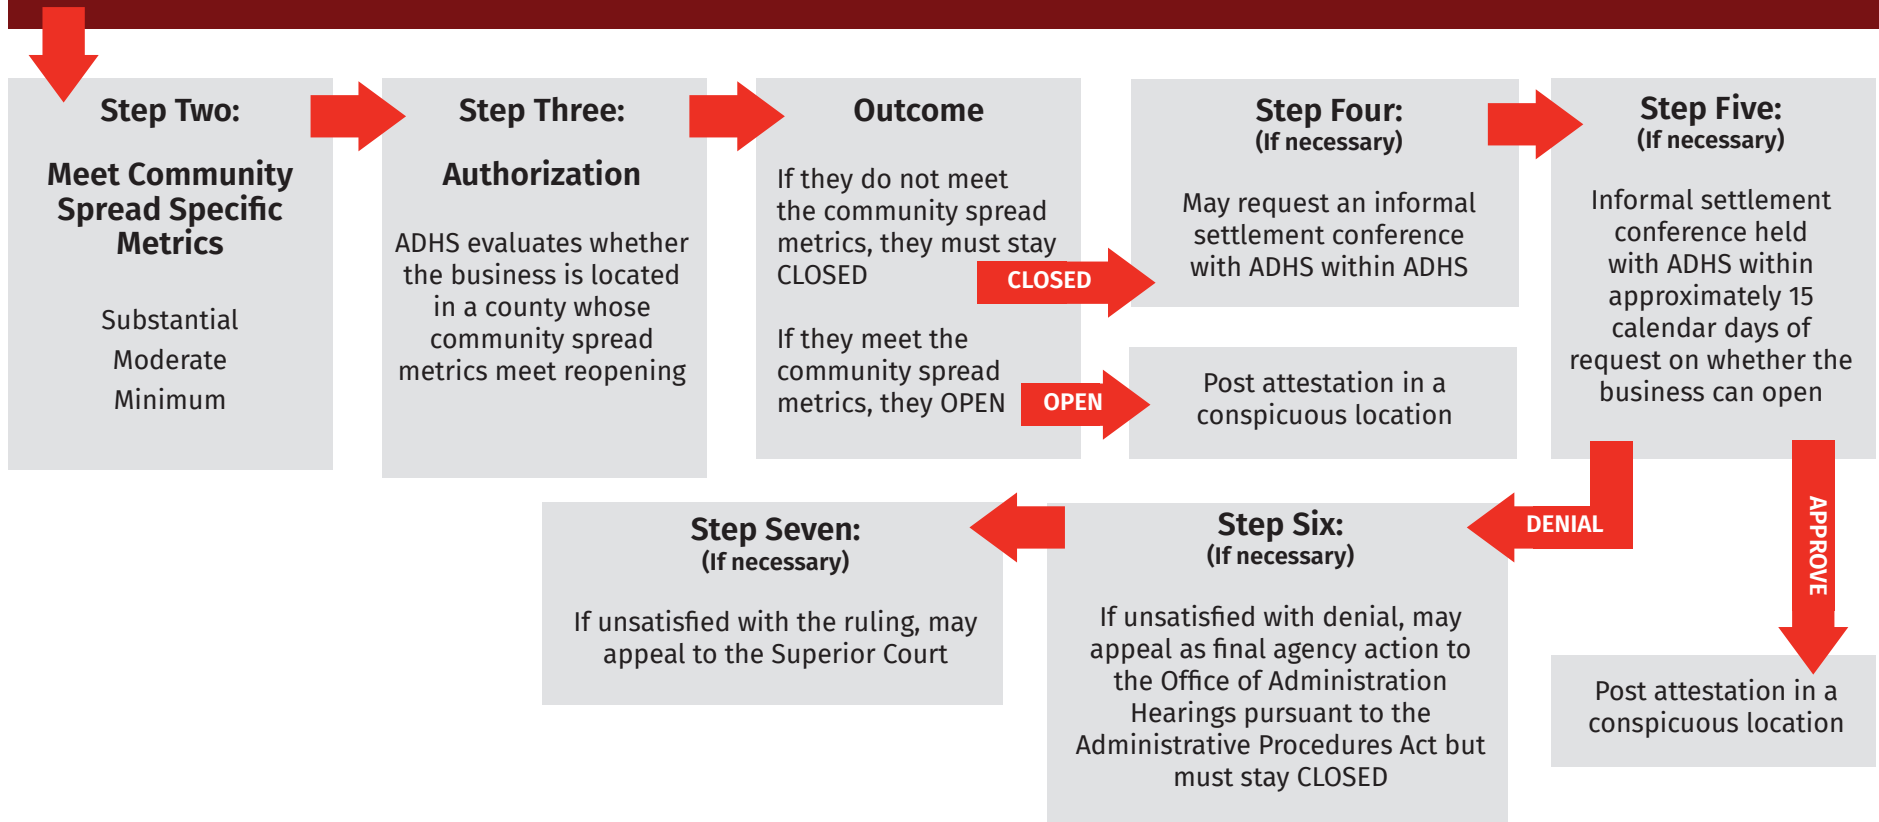 Step Two:
Meet Community
Spread Specific
Metrics
Substantial
Moderate
Minimum
Step Three:
Authorization
ADHS evaluates whether
the business is located
in a county whose
community spread
metrics meet reopening
Outcome
If they do not meet
the community spread
metrics, they must stay
CLOSED
CLOSED
If they meet the
community spread
metrics, they OPEN
OPEN
Step Four:
(If necessary)
May request an informal
settlement conference
with ADHS within ADHS
Post attestation in a
conspicuous location
Step Five:
(If necessary)
Informal settlement
conference held
with ADHS within
approximately 15
calendar days of
request on whether the
business can open
DENIAL
APPROVE
Step Six:
(If necessary)
If unsatisfied with denial, may
appeal as final agency action to
the Office of Administration
Hearings pursuant to the
Administrative Procedures Act but
must stay CLOSED
Step Seven:
(If necessary)
If unsatisfied with the ruling, may
appeal to the Superior Court
Post attestation in a
conspicuous location